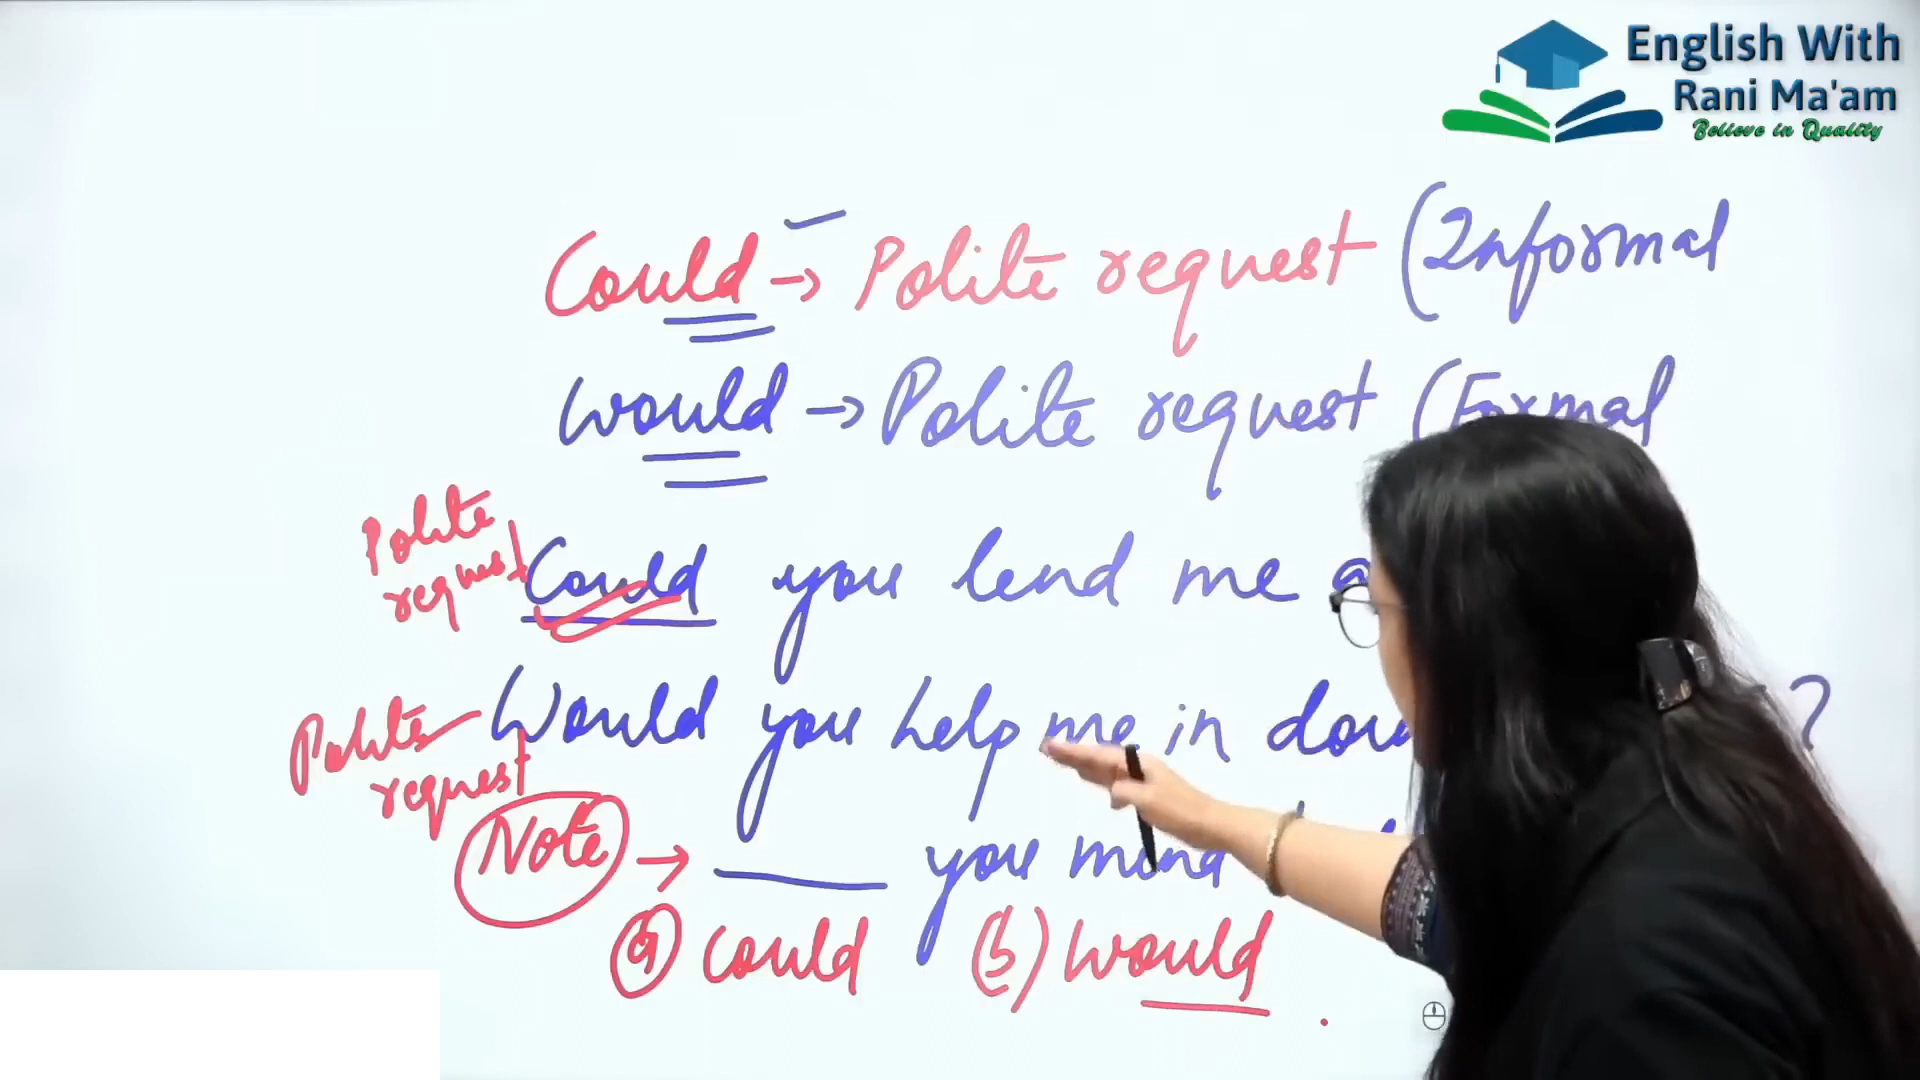 English With
Rani Ma'am
Believe in Quality
Could → Polite request (Informal
would → Polite request (Formal
Polite
request
Could you lend me a
Would you help me in
?
Polite
request
Note → ______ you mind
(a) could (b) would